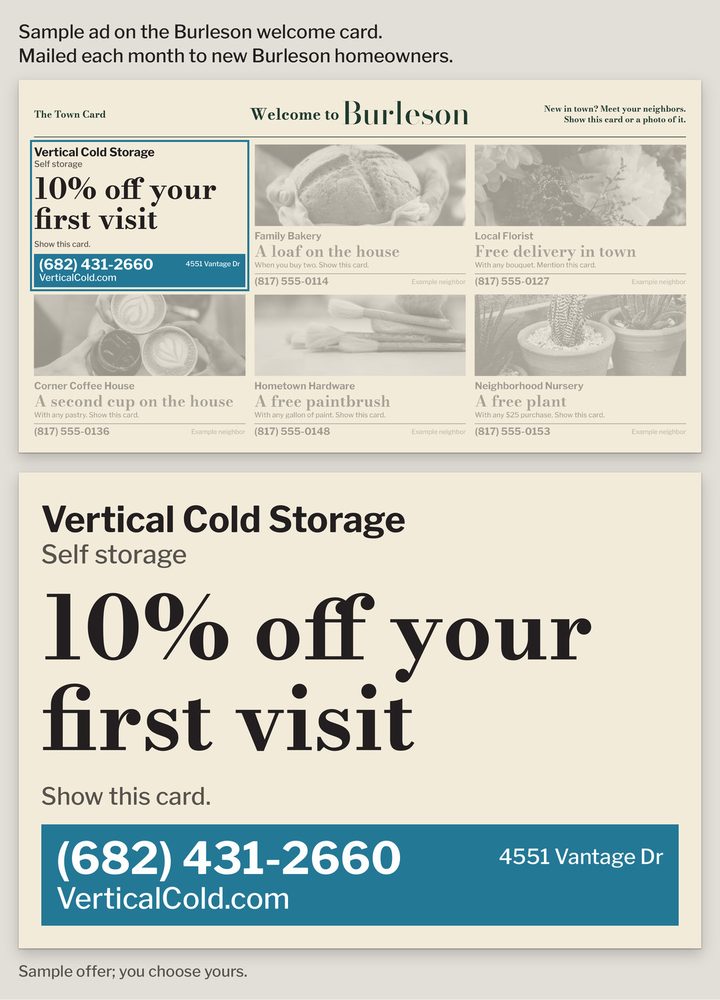 Sample ad on the Burleson welcome card.
Mailed each month to new Burleson homeowners.
The Town Card
Welcome to Burleson
New in town? Meet your neighbors.
Show this card or a photo of it.
Vertical Cold Storage
Self storage
10% off your
first visit
Show this card.
(682) 431-2660
4551 Vantage Dr
VerticalCold.com
Family Bakery
A loaf on the house
When you buy two. Show this card.
(817) 555-0114
Example neighbor
Local Florist
Free delivery in town
With any bouquet. Mention this card.
(817) 555-0127
Example neighbor
Corner Coffee House
A second cup on the house
With any pastry. Show this card.
(817) 555-0136
Example neighbor
Hometown Hardware
A free paintbrush
With any gallon of paint. Show this card.
(817) 555-0148
Example neighbor
Neighborhood Nursery
A free plant
With any $25 purchase. Show this card.
(817) 555-0153
Example neighbor
Vertical Cold Storage
Self storage
10% off your
first visit
Show this card.
(682) 431-2660
4551 Vantage Dr
VerticalCold.com
Sample offer; you choose yours.